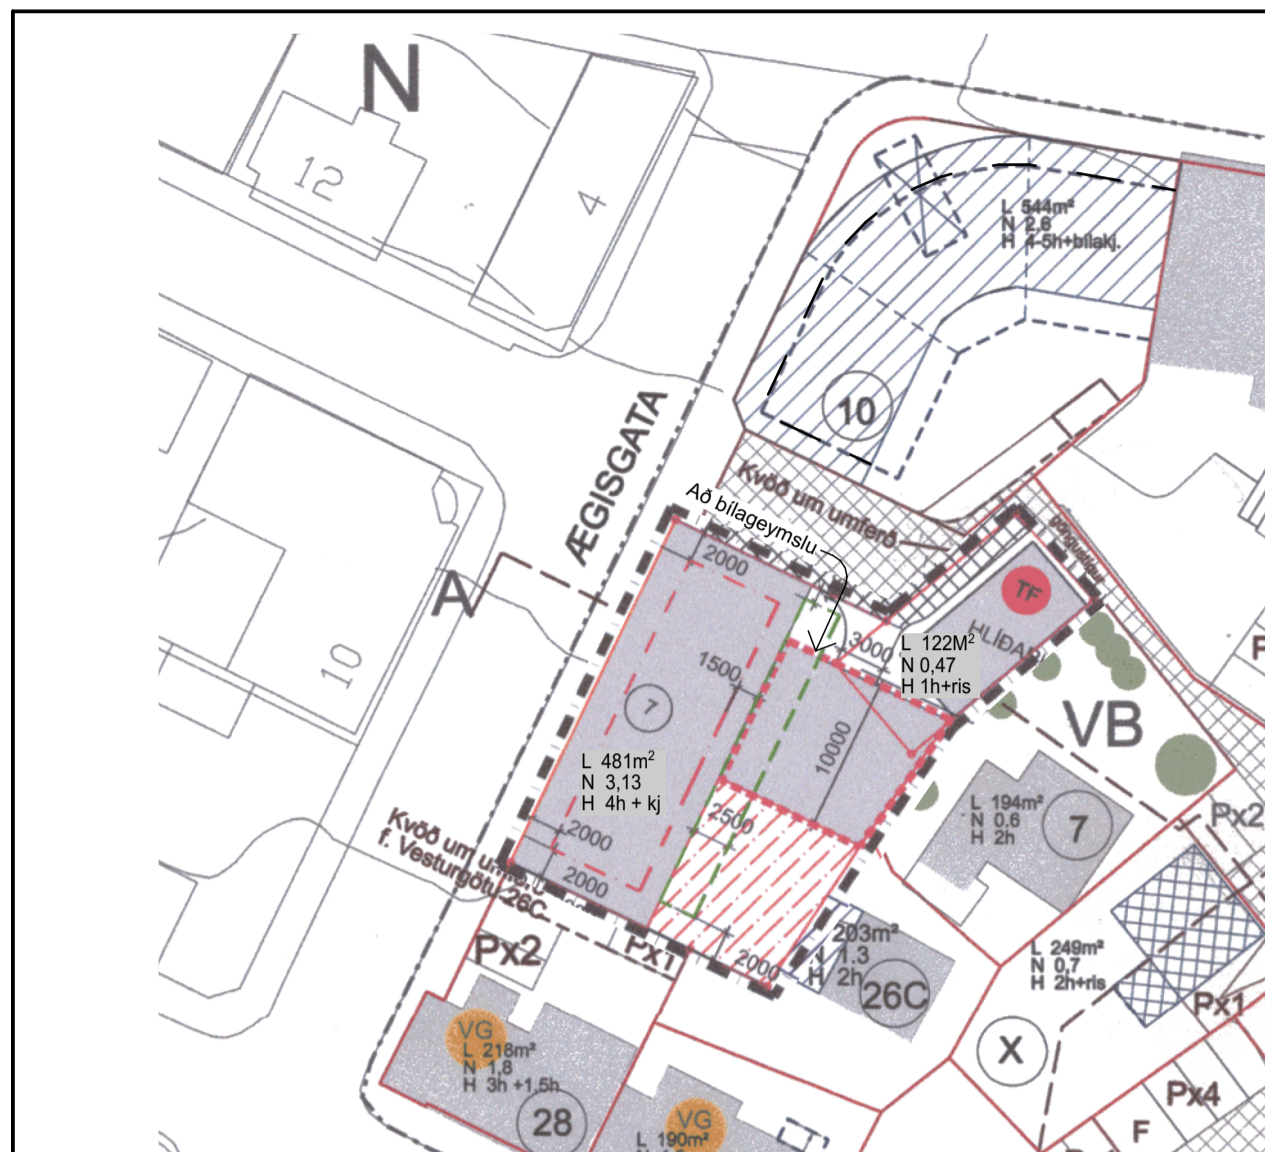 N
12
4
L 544m²
N 2.6
H 4-5h+bílakj.
10
ÆGISGATA
Kvöð um umferð
Að bílageymslu
göngustígur
2000
TF
HLÍÐAR
A
3000
L 122M²
N 0,47
H 1h+ris
1500
10
7
VB
10000
L 481m²
N 3,13
H 4h + kj
L 194m²
N 0.6
H 2h
7
Px2
2500
2000
Kvöð um
f. Vesturgötu 26C
2000
Px2
Px1
2000
203m²
N 1.3
H 2h
26C
L 249m²
N 0,7
H 2h+ris
Px1
VG
L 218m²
N 1,8
H 3h +1,5h
28
X
Px4
VG
L 190m²
F